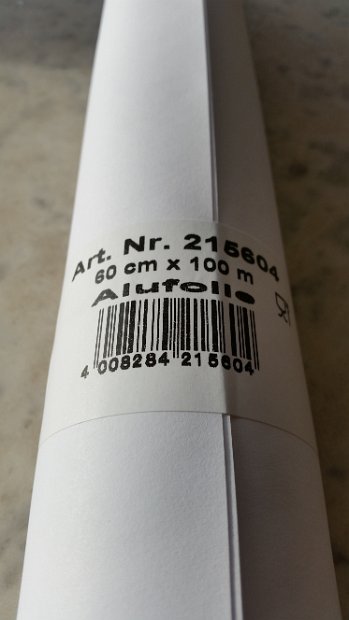 Art. Nr. 215604
60 cm x 100 m
Alufolie
4 008284 215604